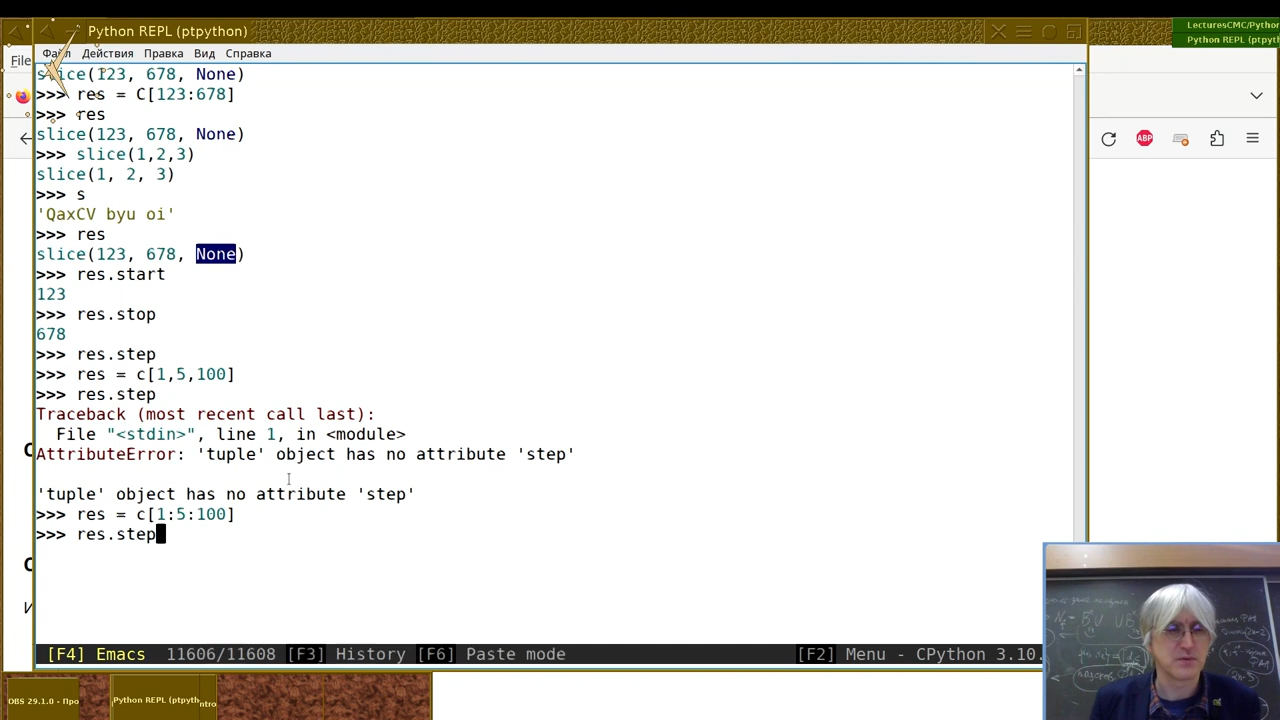 Python REPL (ptpython)
LecturesCMC/Python
Python REPL (ptpyth
File
Файл Действия Правка Вид Справка
slice(123, 678, None)
>>> res = C[123:678]
>>> res
slice(123, 678, None)
>>> slice(1,2,3)
slice(1, 2, 3)
>>> s
'QaxCV byu oi'
>>> res
slice(123, 678, None)
>>> res.start
123
>>> res.stop
678
>>> res.step
>>> res = c[1,5,100]
>>> res.step
Traceback (most recent call last):
  File "<stdin>", line 1, in <module>
AttributeError: 'tuple' object has no attribute 'step'
'tuple' object has no attribute 'step'
>>> res = c[1:5:100]
>>> res.step
[F4] Emacs 11606/11608 [F3] History [F6] Paste mode [F2] Menu - CPython 3.10.
ABP
DBS 29.1.0 - Про
Python REPL (ptpyth